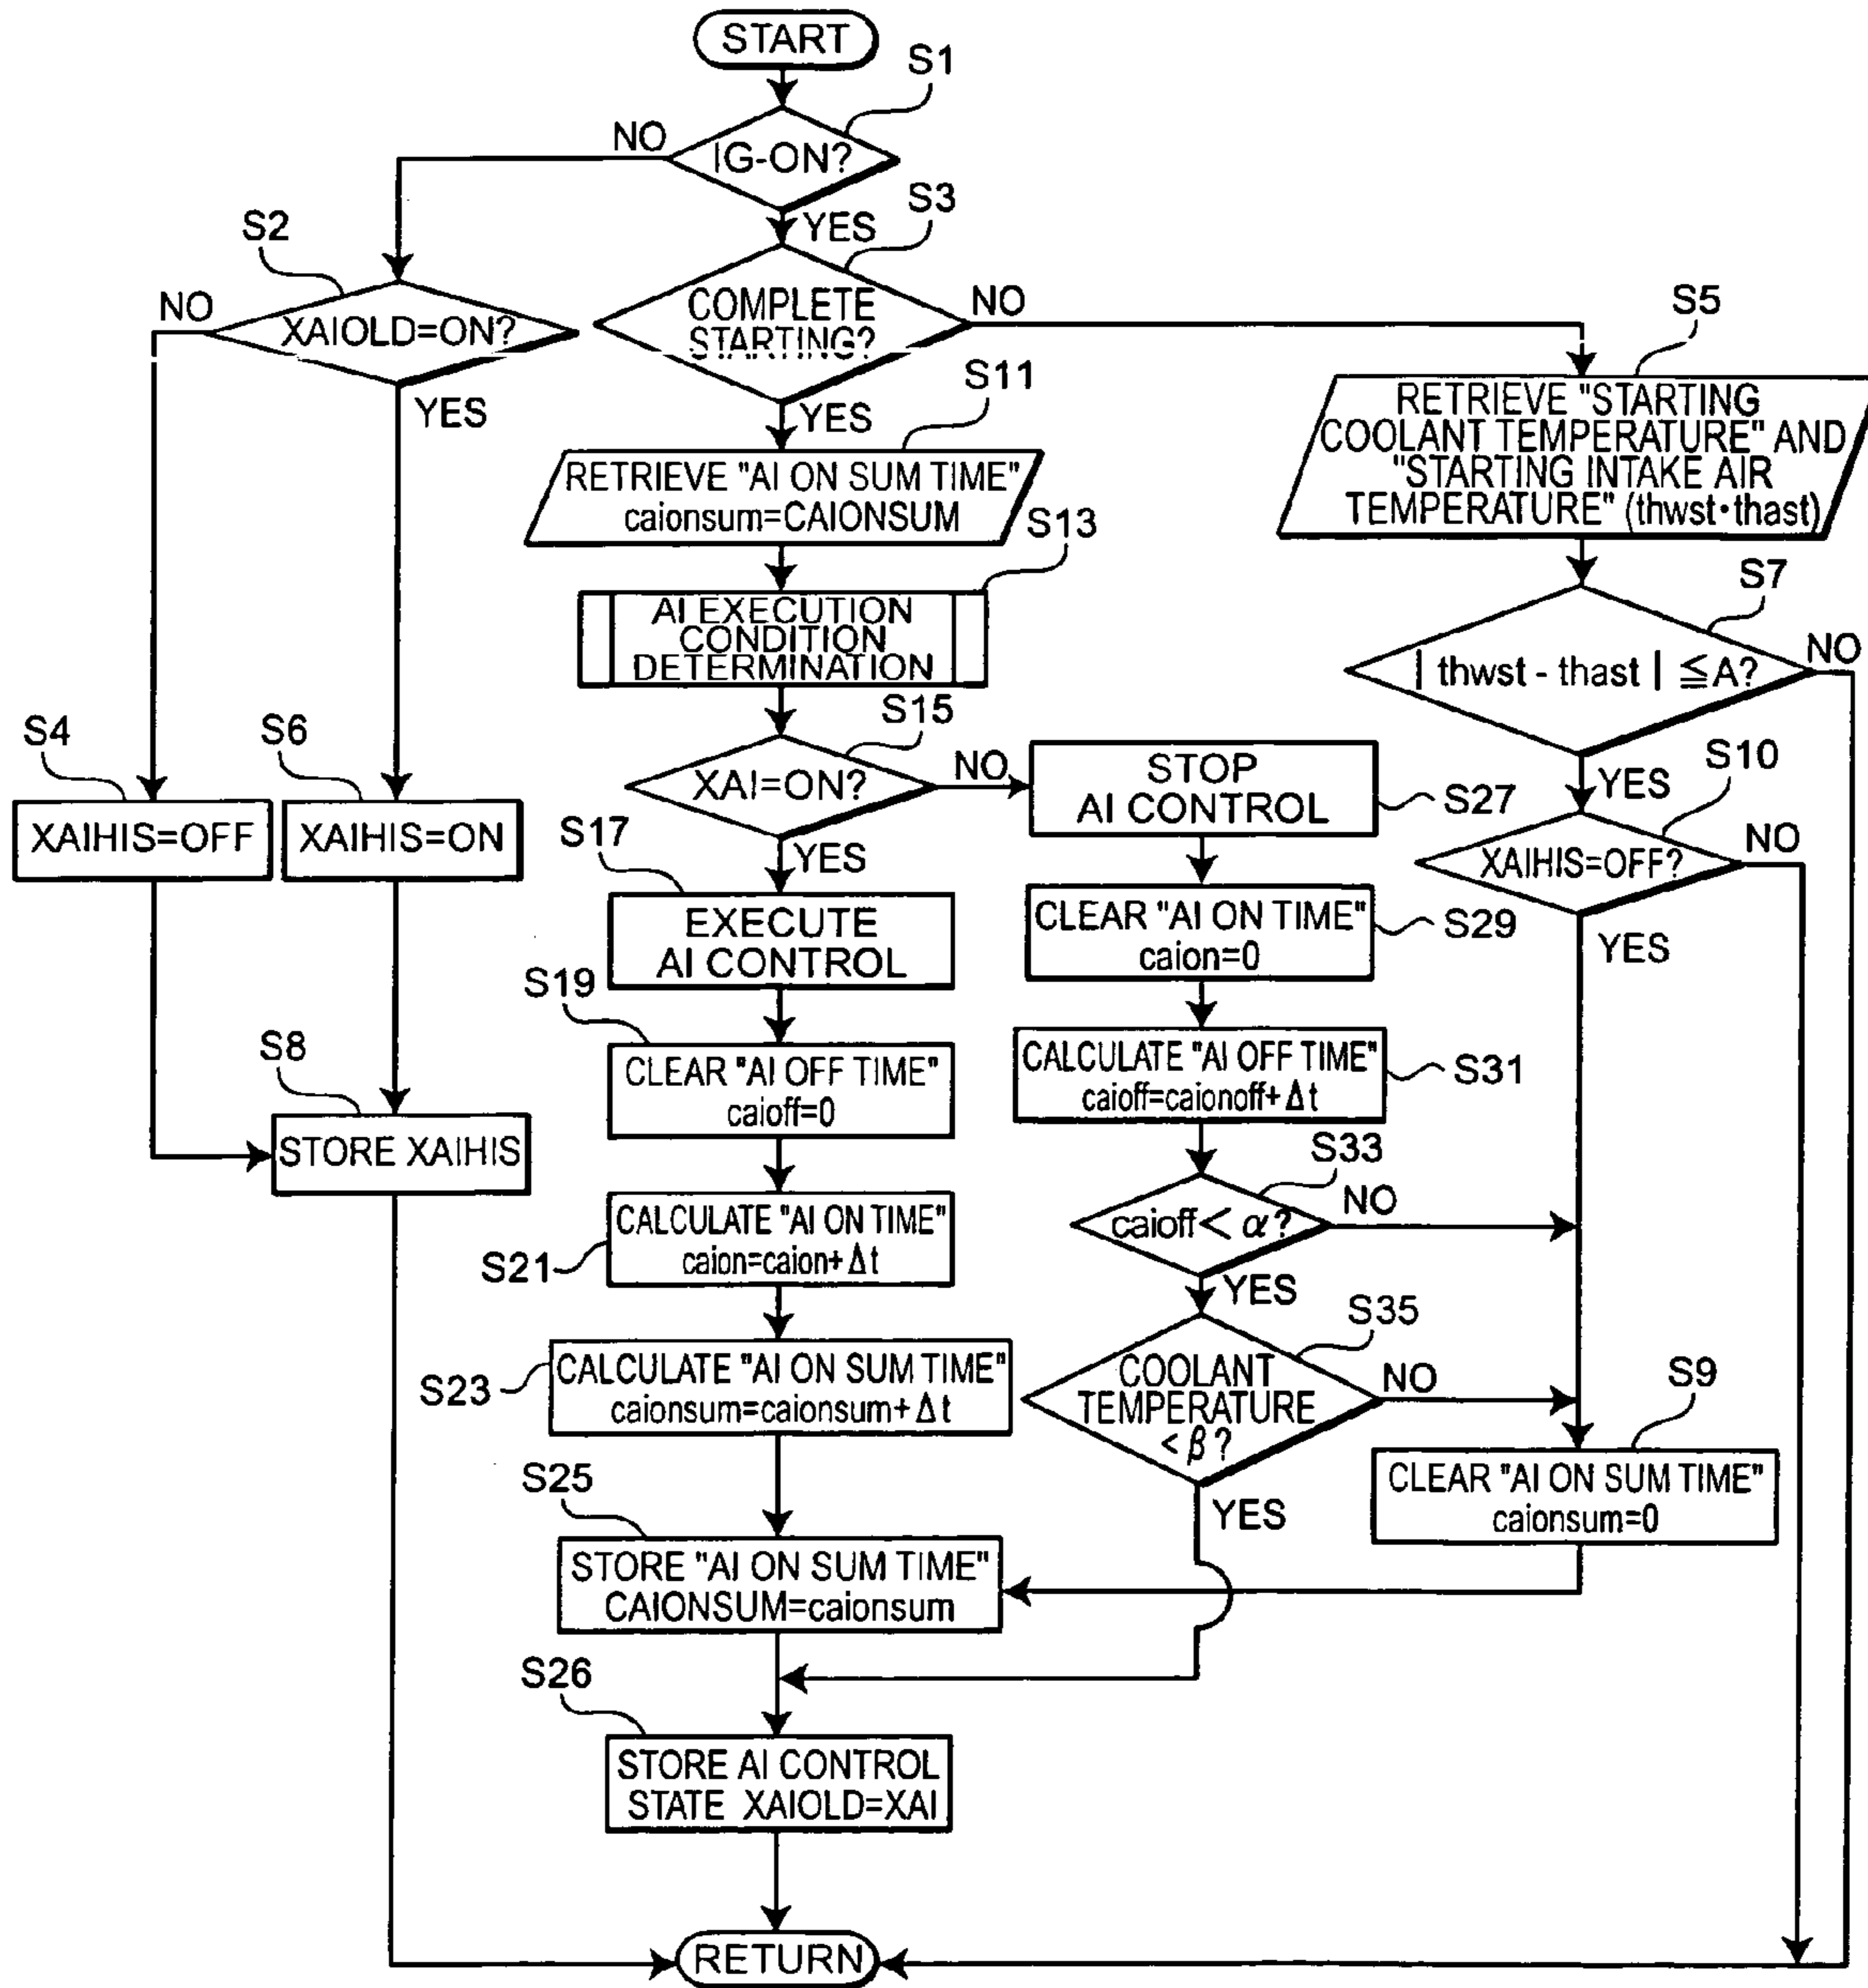 START
S1
IG-ON?
NO
YES
S3
COMPLETE
STARTING?
NO
YES
S2
XAIOLD=ON?
NO
YES
S5
RETRIEVE "STARTING
COOLANT TEMPERATURE" AND
"STARTING INTAKE AIR
TEMPERATURE" (thwst·thast)
S11
RETRIEVE "AI ON SUM TIME"
caionsum=CAIONSUM
S13
AI EXECUTION
CONDITION
DETERMINATION
S7
| thwst - thast | ≦A?
NO
YES
S15
XAI=ON?
NO
YES
S4
XAIHIS=OFF
S6
XAIHIS=ON
STOP
AI CONTROL
S27
S10
XAIHIS=OFF?
NO
YES
S17
EXECUTE
AI CONTROL
CLEAR "AI ON TIME"
caion=0
S29
S19
CLEAR "AI OFF TIME"
caioff=0
CALCULATE "AI OFF TIME"
caioff=caionoff+Δt
S31
S8
STORE XAIHIS
S33
caioff< α?
NO
YES
S21
CALCULATE "AI ON TIME"
caion=caion+Δt
S35
COOLANT
TEMPERATURE
< β?
NO
YES
S23
CALCULATE "AI ON SUM TIME"
caionsum=caionsum+Δt
S9
CLEAR "AI ON SUM TIME"
caionsum=0
S25
STORE "AI ON SUM TIME"
CAIONSUM=caionsum
S26
STORE AI CONTROL
STATE XAIOLD=XAI
RETURN